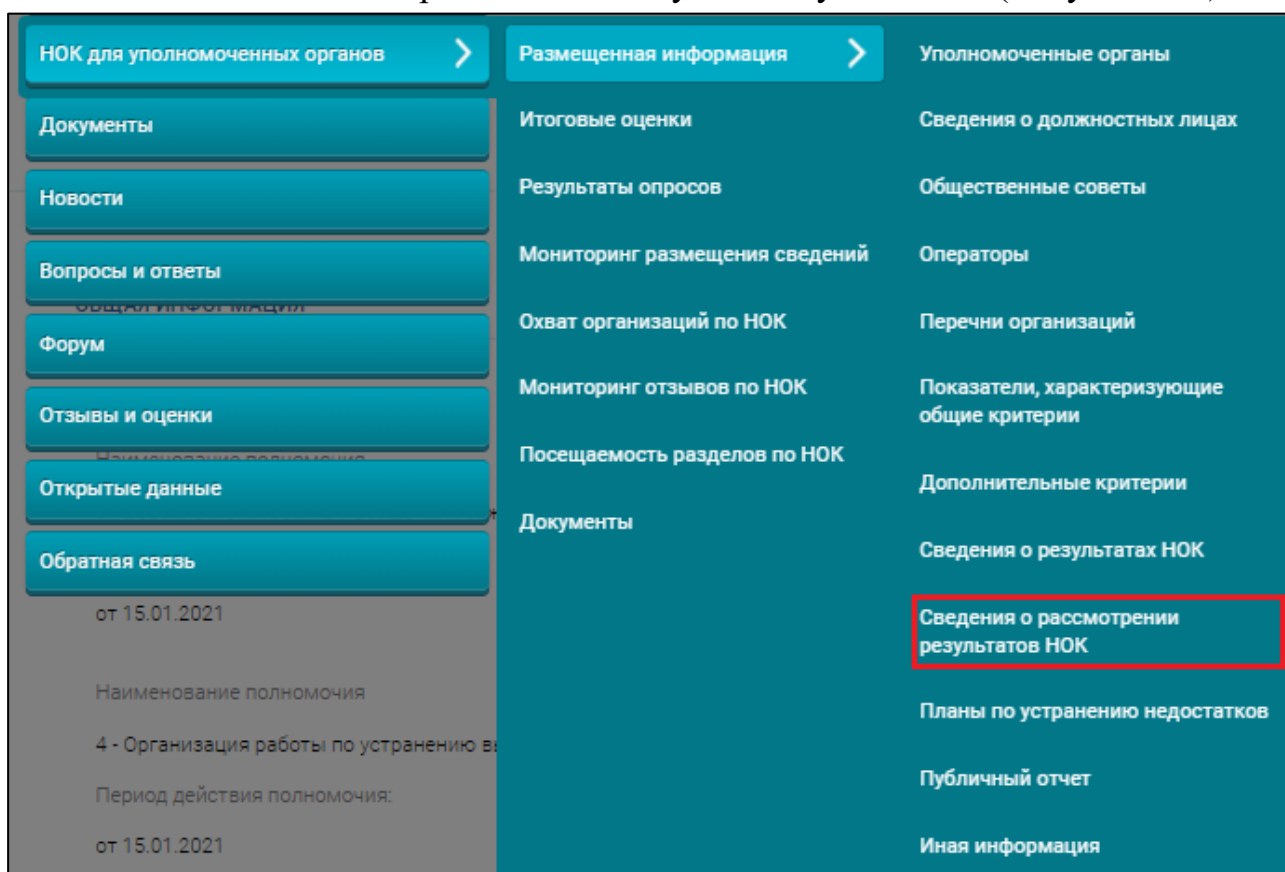 НОК для уполномоченных органов
Документы
Новости
Вопросы и ответы
ОБЩАЯ ИНФОРМАЦИЯ
Форум
Отзывы и оценки
Наименование полномочия
Открытые данные
Обратная связь
от 15.01.2021
Наименование полномочия
4 - Организация работы по устранению
Период действия полномочия:
от 15.01.2021
Размещенная информация
Итоговые оценки
Результаты опросов
Мониторинг размещения сведений
Охват организаций по НОК
Мониторинг отзывов по НОК
Посещаемость разделов по НОК
Документы
Уполномоченные органы
Сведения о должностных лицах
Общественные советы
Операторы
Перечни организаций
Показатели, характеризующие
общие критерии
Дополнительные критерии
Сведения о результатах НОК
Сведения о рассмотрении
результатов НОК
Планы по устранению недостатков
Публичный отчет
Иная информация